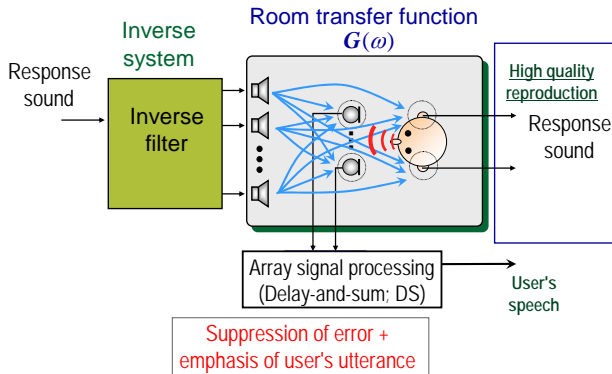 Room transfer function
G(ω)
Inverse
system
Response
sound
Inverse
filter
High quality
reproduction
Response
sound
Array signal processing
(Delay-and-sum; DS)
User's
speech
Suppression of error +
emphasis of user's utterance